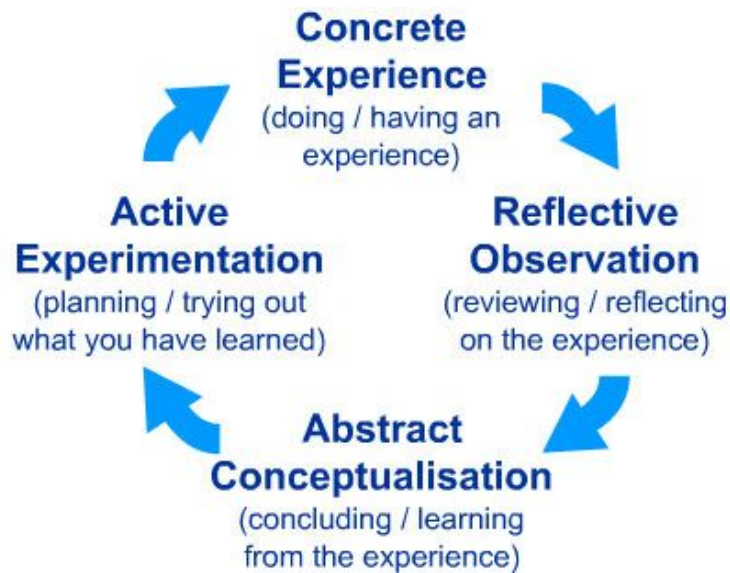 Concrete
Experience
(doing / having an
experience)
Reflective
Observation
(reviewing / reflecting
on the experience)
Abstract
Conceptualisation
(concluding / learning
from the experience)
Active
Experimentation
(planning / trying out
what you have learned)